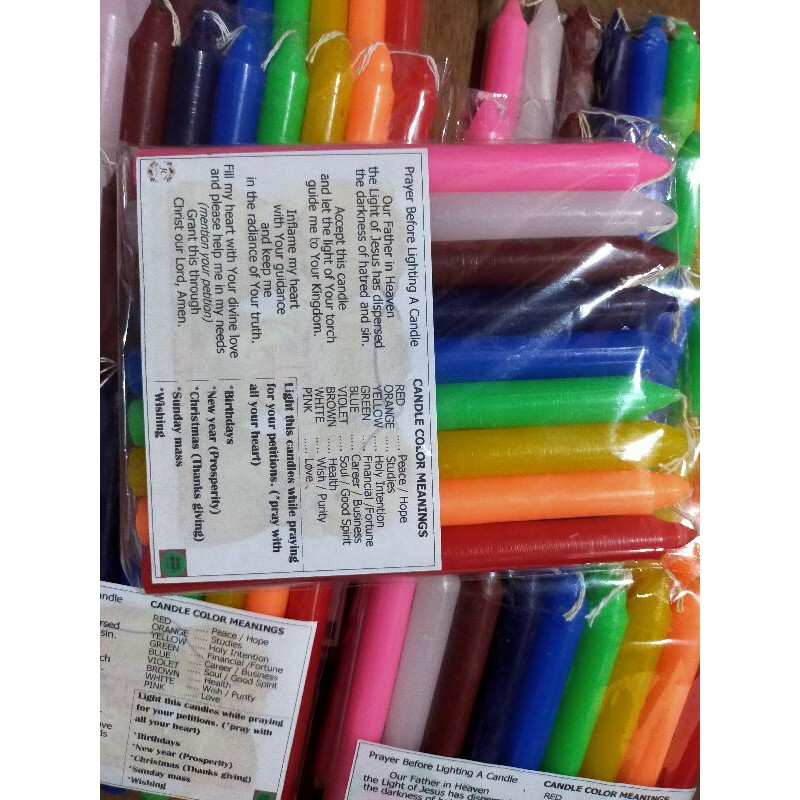 Prayer Before Lighting A Candle
Our Father in Heaven
the Light of Jesus has dispersed
the darkness of hatred and sin.
Accept this candle
and let the light of Your torch
guide me to Your Kingdom.
Inflame my heart
with Your guidance
and keep me
in the radiance of Your truth.
Fill my heart with Your divine love
and please help me in my needs
(mention your petition)
Grant this through
Christ our Lord, Amen.
CANDLE COLOR MEANINGS
RED ..... Peace / Hope
ORANGE ..... Studies
YELLOW ..... Holy Intention
GREEN ..... Financial /Fortune
BLUE ..... Career / Business
VIOLET ..... Soul / Good Spirit
BROWN ..... Health
WHITE ..... Wish / Purity
PINK ..... Love
Light this candles while praying
for your petitions. (*pray with
all your heart)
*Birthdays
*New year (Prosperity)
*Christmas (Thanks giving)
*Sunday mass
*Wishing
CANDLE COLOR MEANINGS
RED ..... Peace / Hope
ORANGE ..... Studies
YELLOW ..... Holy Intention
GREEN ..... Financial /Fortune
BLUE ..... Career / Business
VIOLET ..... Soul / Good Spirit
BROWN ..... Health
WHITE ..... Wish / Purity
PINK ..... Love
Light this candles while praying
for your petitions. (*pray with
all your heart)
*Birthdays
*New year (Prosperity)
*Christmas (Thanks giving)
*Sunday mass
*Wishing
Prayer Before Lighting A Candle
Our Father in Heaven
the Light of Jesus has
the darkness of hatred
CANDLE COLOR MEANINGS
RED